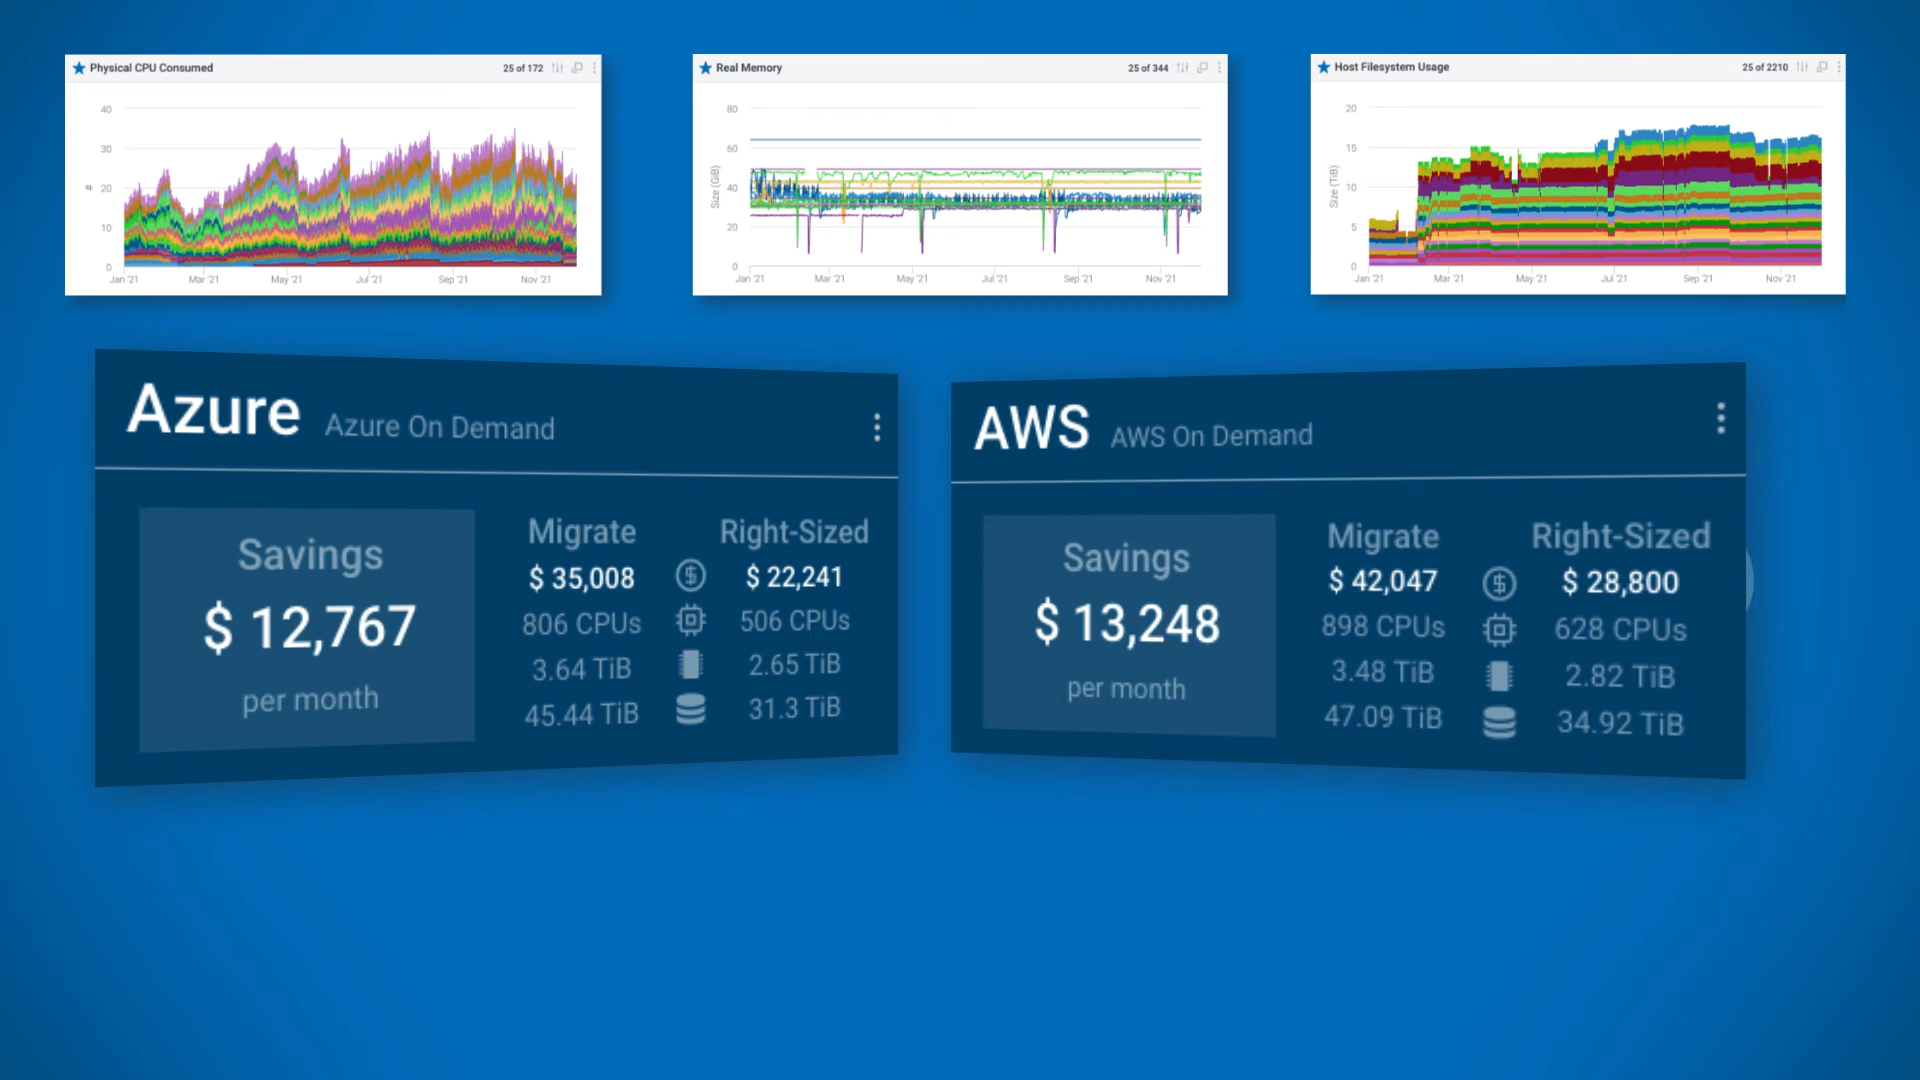 Physical CPU Consumed 25 of 172
40
30
#
20
10
0
Jan '21 Mar '21 May '21 Jul '21 Sep '21 Nov '21
Real Memory 25 of 344
80
60
Size (GiB)
40
20
0
Jan '21 Mar '21 May '21 Jul '21 Sep '21 Nov '21
Host Filesystem Usage 25 of 2210
20
15
Size (TiB)
10
5
0
Jan '21 Mar '21 May '21 Jul '21 Sep '21 Nov '21
Azure Azure On Demand
Savings
$ 12,767
per month
Migrate Right-Sized
$ 35,008 $ $ 22,241
806 CPUs 506 CPUs
3.64 TiB 2.65 TiB
45.44 TiB 31.3 TiB
AWS AWS On Demand
Savings
$ 13,248
per month
Migrate Right-Sized
$ 42,047 $ $ 28,800
898 CPUs 628 CPUs
3.48 TiB 2.82 TiB
47.09 TiB 34.92 TiB